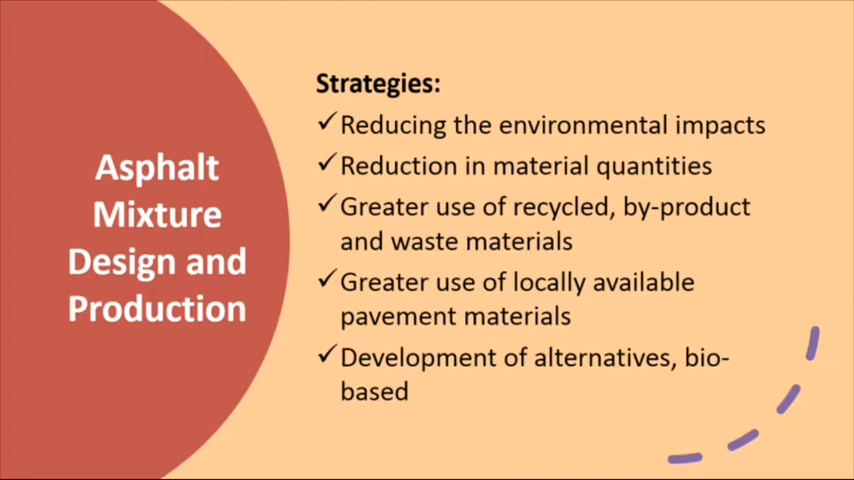 Asphalt
Mixture
Design and
Production
Strategies:
✓Reducing the environmental impacts
✓Reduction in material quantities
✓Greater use of recycled, by-product
and waste materials
✓Greater use of locally available
pavement materials
✓Development of alternatives, bio-
based